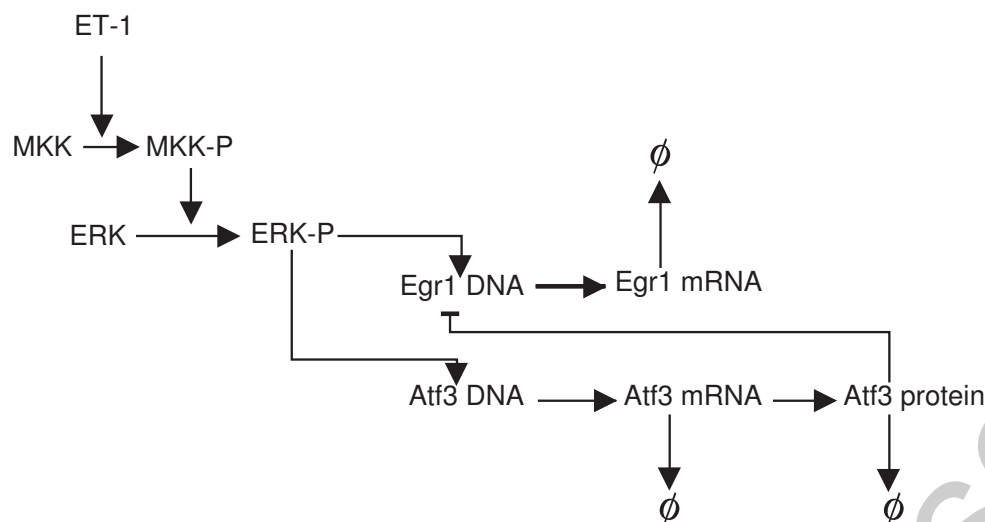 ET-1
MKK MKK-P
ϕ
ERK ERK-P
Egr1 DNA Egr1 mRNA
Atf3 DNA Atf3 mRNA Atf3 protein
ϕ ϕ